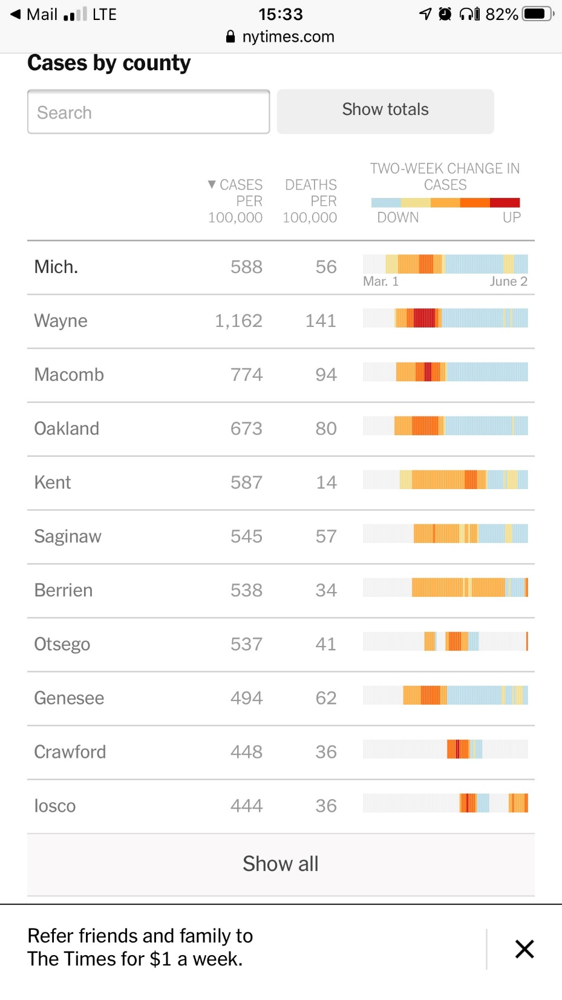 ◀ Mail LTE 15:33 82%
nytimes.com
Cases by county
Search Show totals
TWO-WEEK CHANGE IN
CASES
▼ CASES
PER
100,000
DEATHS
PER
100,000
DOWN UP
Mich. 588 56
Mar. 1 June 2
Wayne 1,162 141
Macomb 774 94
Oakland 673 80
Kent 587 14
Saginaw 545 57
Berrien 538 34
Otsego 537 41
Genesee 494 62
Crawford 448 36
Iosco 444 36
Show all
Refer friends and family to
The Times for $1 a week.